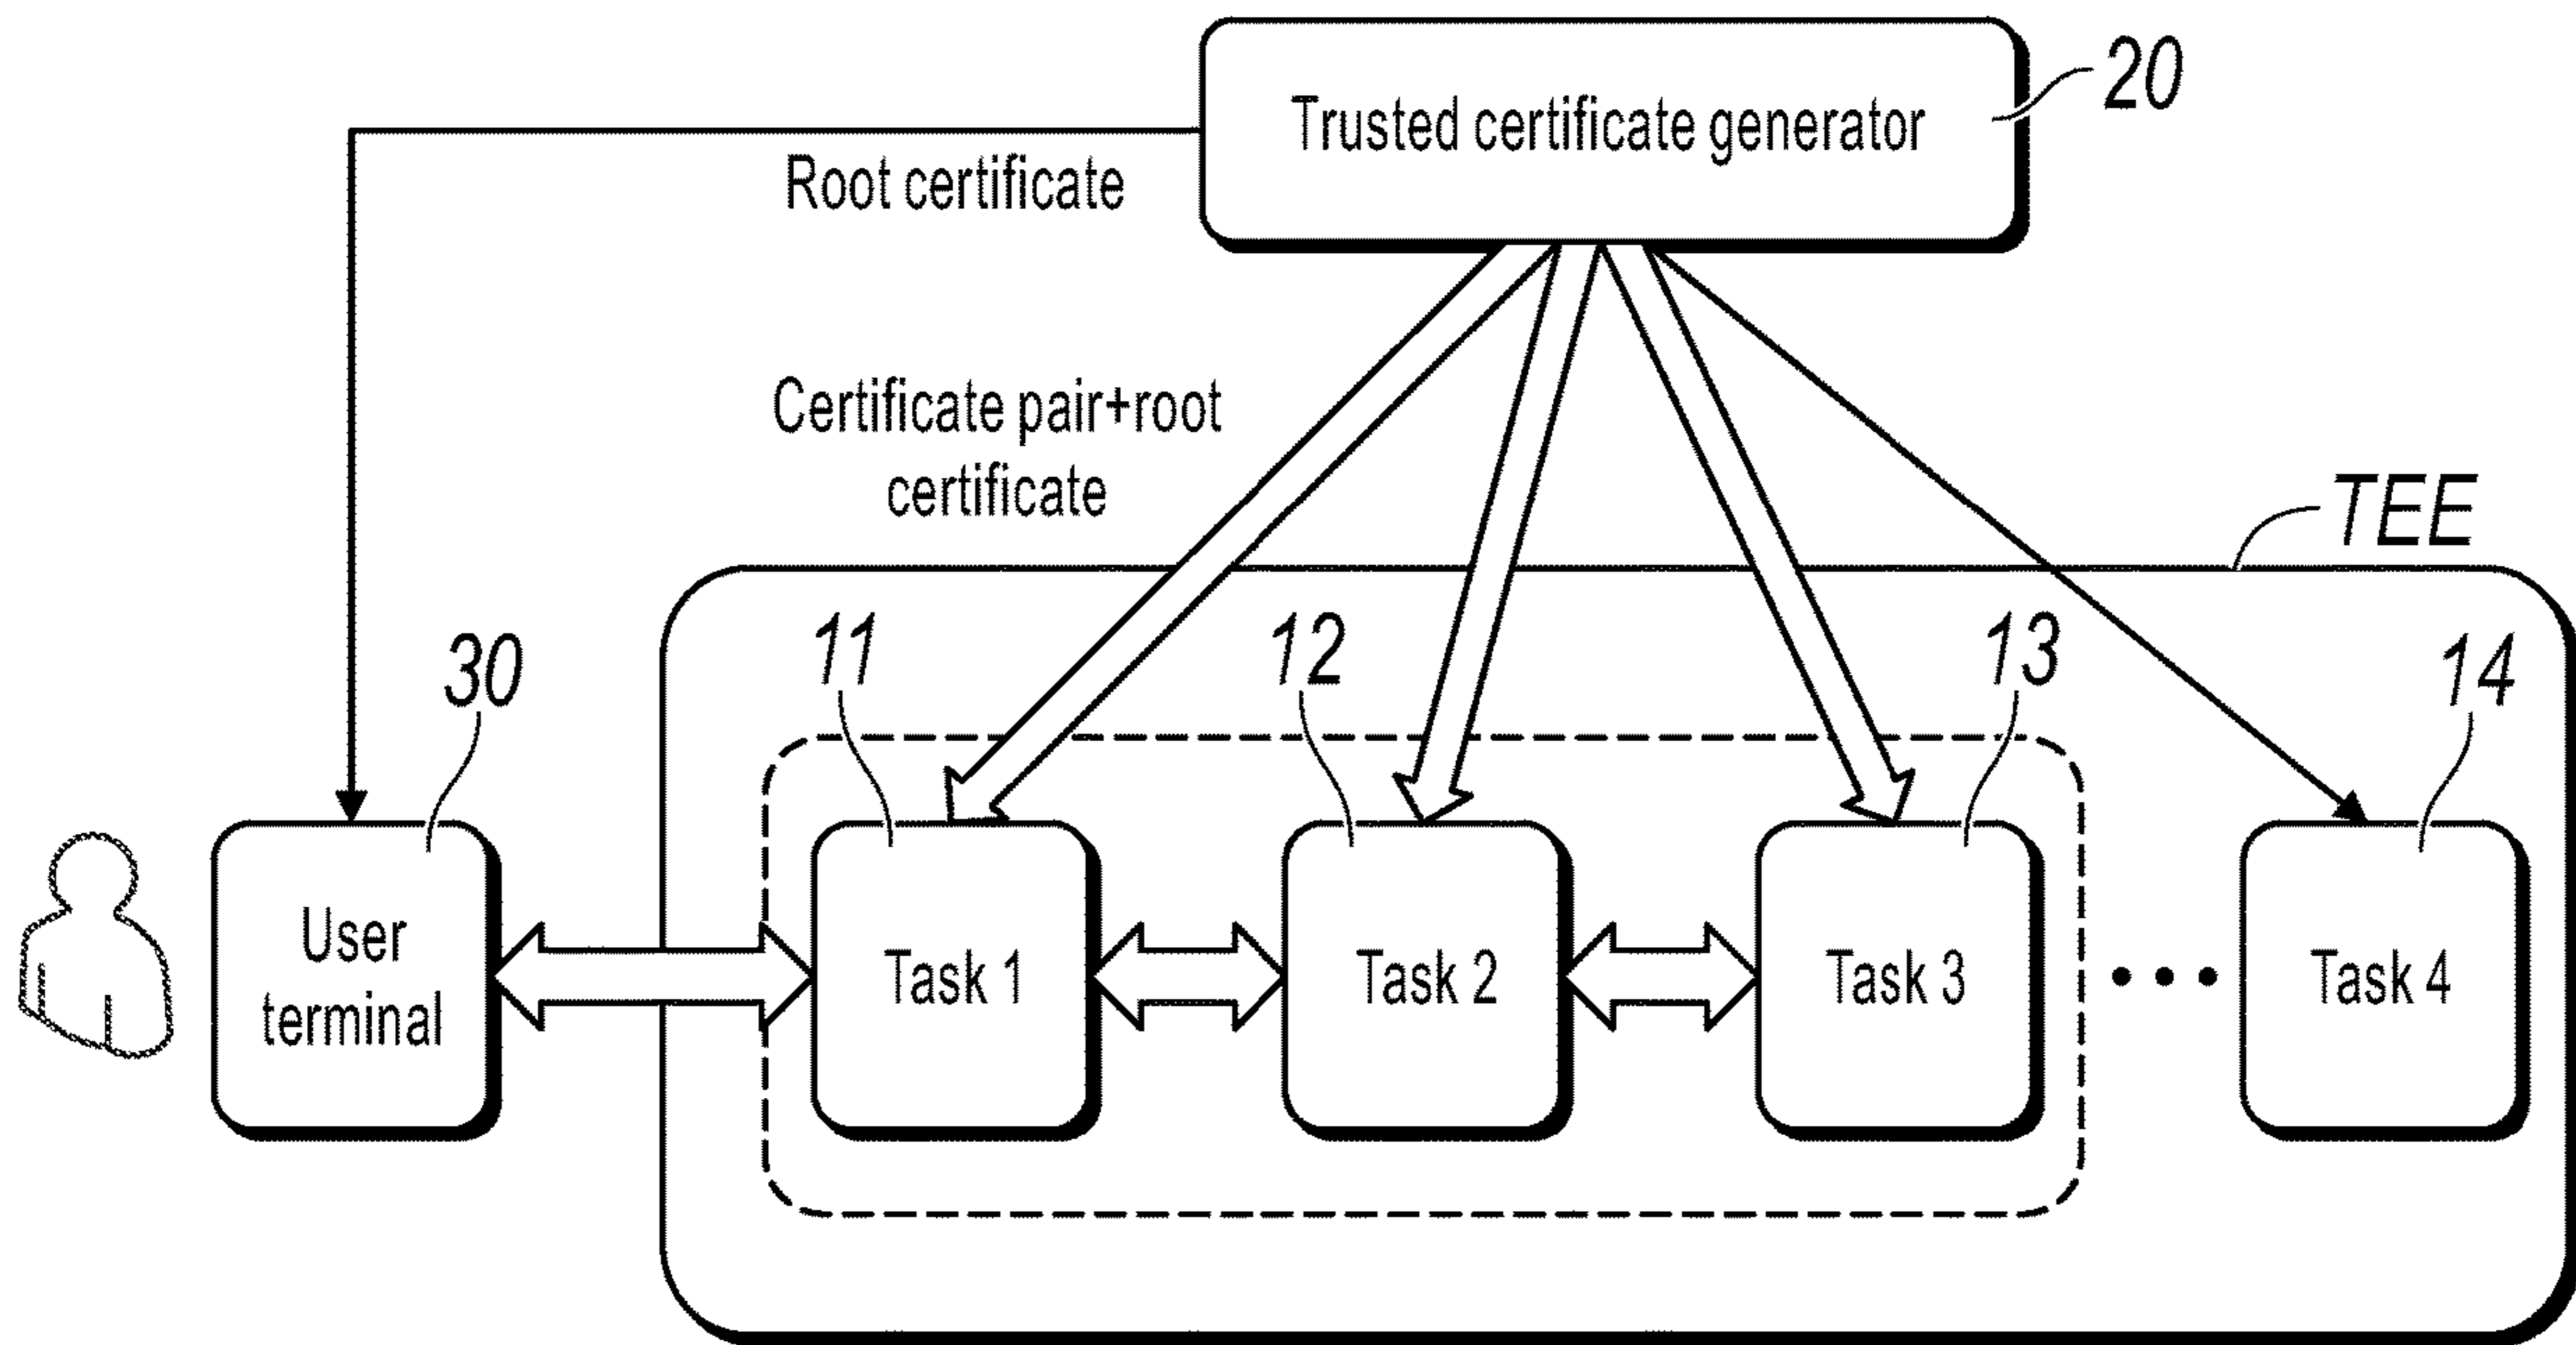 Trusted certificate generator
20
Root certificate
Certificate pair+root
certificate
TEE
30
11
12
13
14
User
terminal
Task 1
Task 2
Task 3
Task 4